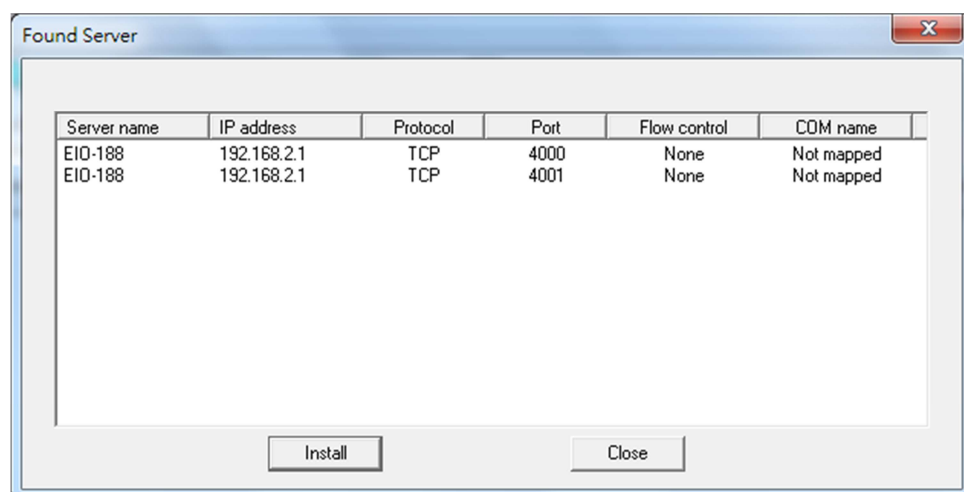 Found Server
Server name IP address Protocol Port Flow control COM name
EIO-188 192.168.2.1 TCP 4000 None Not mapped
EIO-188 192.168.2.1 TCP 4001 None Not mapped
Install Close